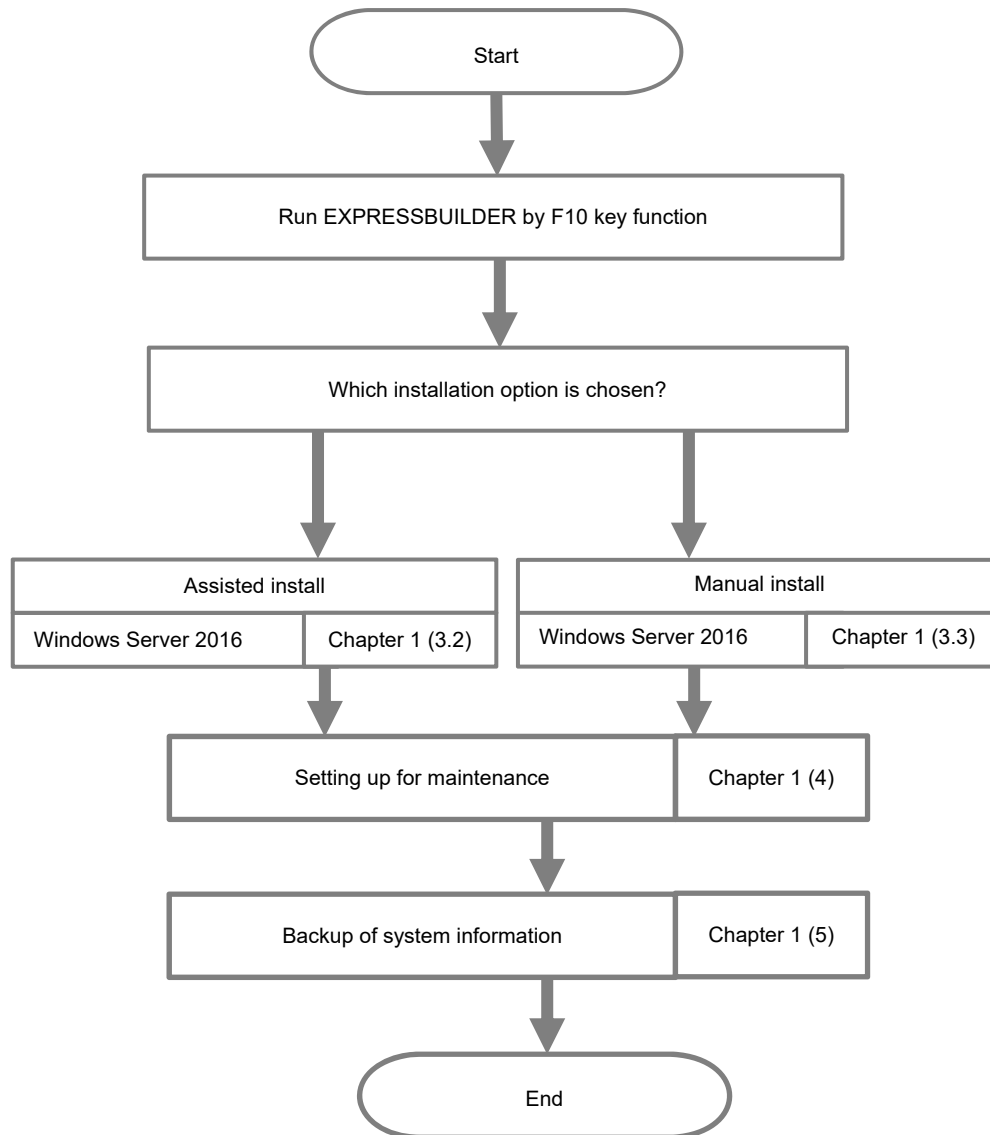 Start
Run EXPRESSBUILDER by F10 key function
Which installation option is chosen?
Assisted install
Windows Server 2016
Chapter 1 (3.2)
Manual install
Windows Server 2016
Chapter 1 (3.3)
Setting up for maintenance
Chapter 1 (4)
Backup of system information
Chapter 1 (5)
End